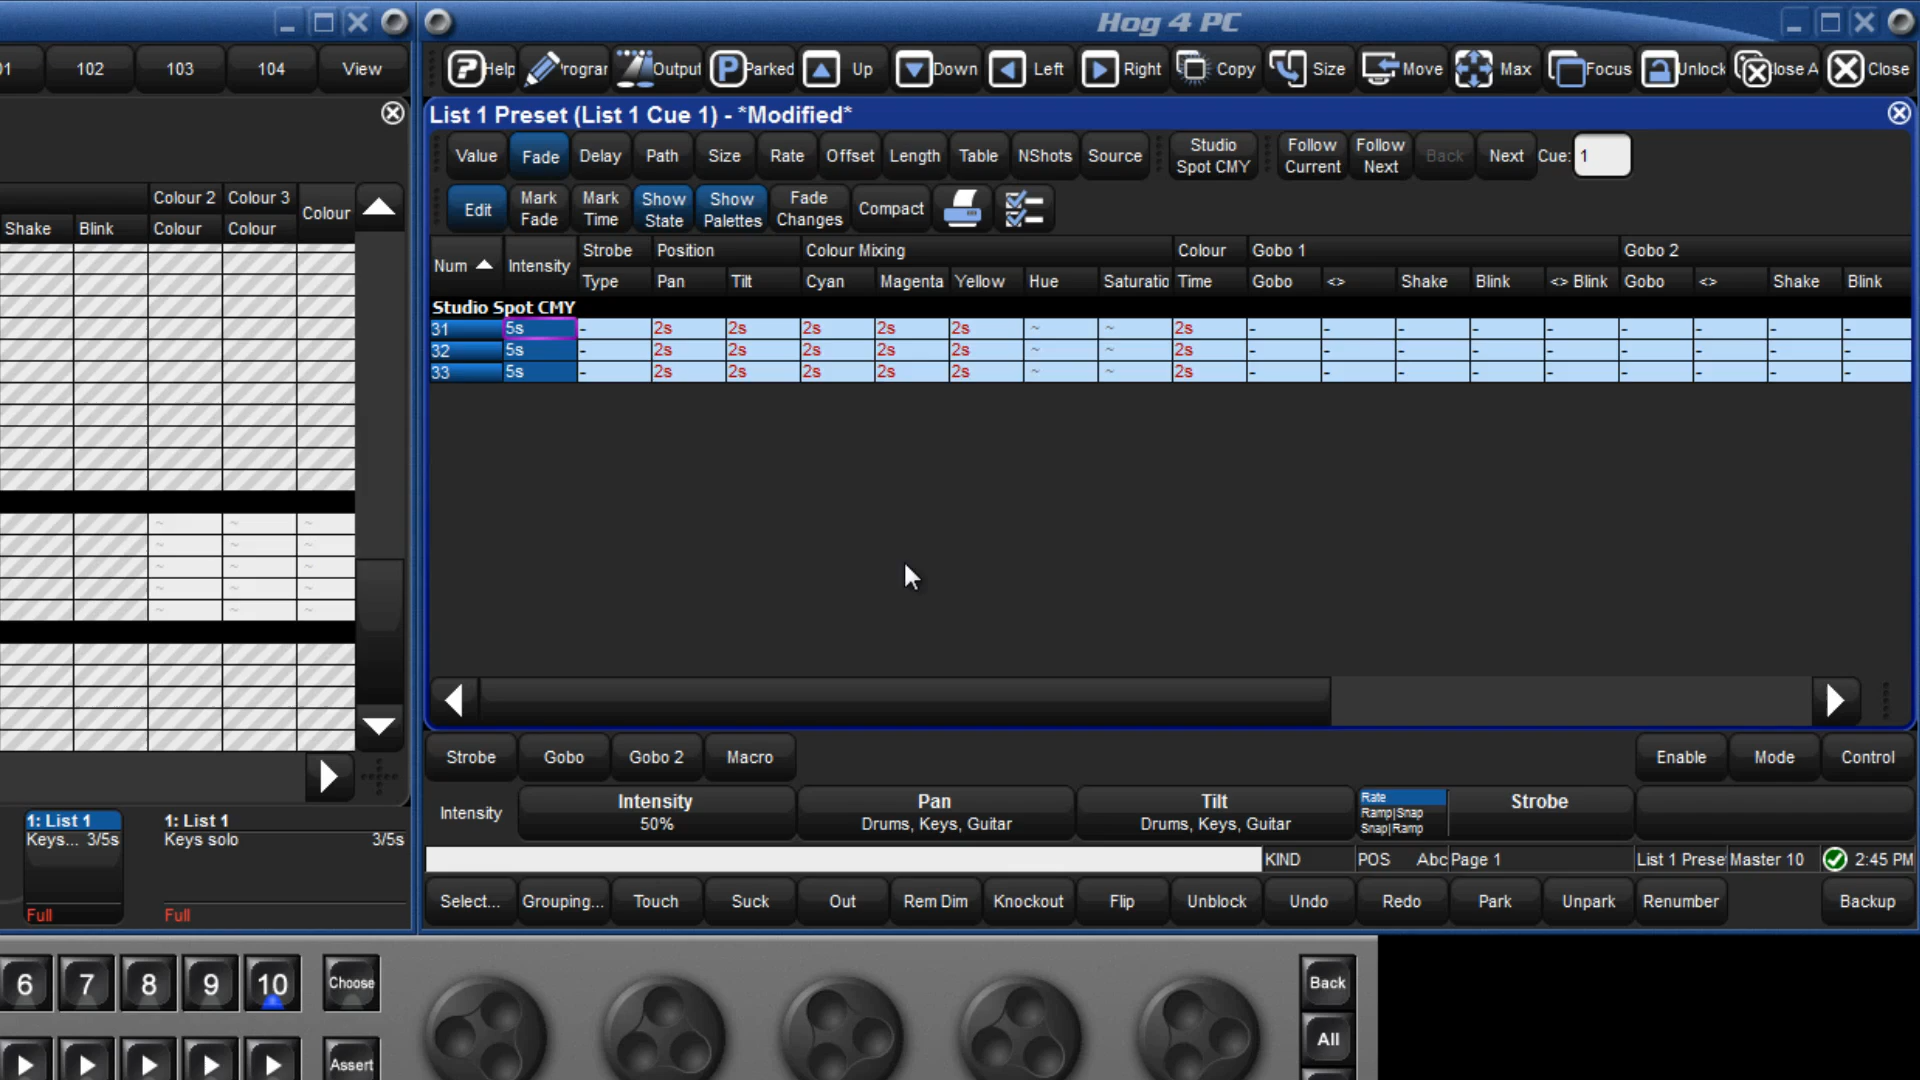 Hog 4 PC
01 102 103 104 View
Help Program Output Parked Up Down Left Right Copy Size Move Max Focus Unlock Close A Close
List 1 Preset (List 1 Cue 1) - *Modified*
Value Fade Delay Path Size Rate Offset Length Table NShots Source Studio Spot CMY Follow Current Follow Next Back Next Cue: 1
Edit Mark Fade Mark Time Show State Show Palettes Fade Changes Compact
Colour 2 Colour 3 Colour
Shake Blink Colour Colour
Num Intensity Strobe Position Colour Mixing Colour Gobo 1 Gobo 2
Type Pan Tilt Cyan Magenta Yellow Hue Saturatio Time Gobo <> Shake Blink <> Blink Gobo <> Shake Blink
Studio Spot CMY
31 5s - 2s 2s 2s 2s 2s ~ ~ 2s - - - - - - - - -
32 5s - 2s 2s 2s 2s 2s ~ ~ 2s - - - - - - - - -
33 5s - 2s 2s 2s 2s 2s ~ ~ 2s - - - - - - - - -
~ ~ ~
~ ~ ~
~ ~ ~
~ ~ ~
~ ~ ~
Strobe Gobo Gobo 2 Macro Enable Mode Control
Intensity Intensity Pan Tilt Rate Strobe
50% Drums, Keys, Guitar Drums, Keys, Guitar Ramp|Snap
Snap|Ramp
1: List 1 1: List 1
Keys... 3/5s Keys solo 3/5s
Full Full
KIND POS Abc Page 1 List 1 Prese Master 10 2:45 PM
Select... Grouping... Touch Suck Out Rem Dim Knockout Flip Unblock Undo Redo Park Unpark Renumber Backup
6 7 8 9 10 Choose Back
Assert All